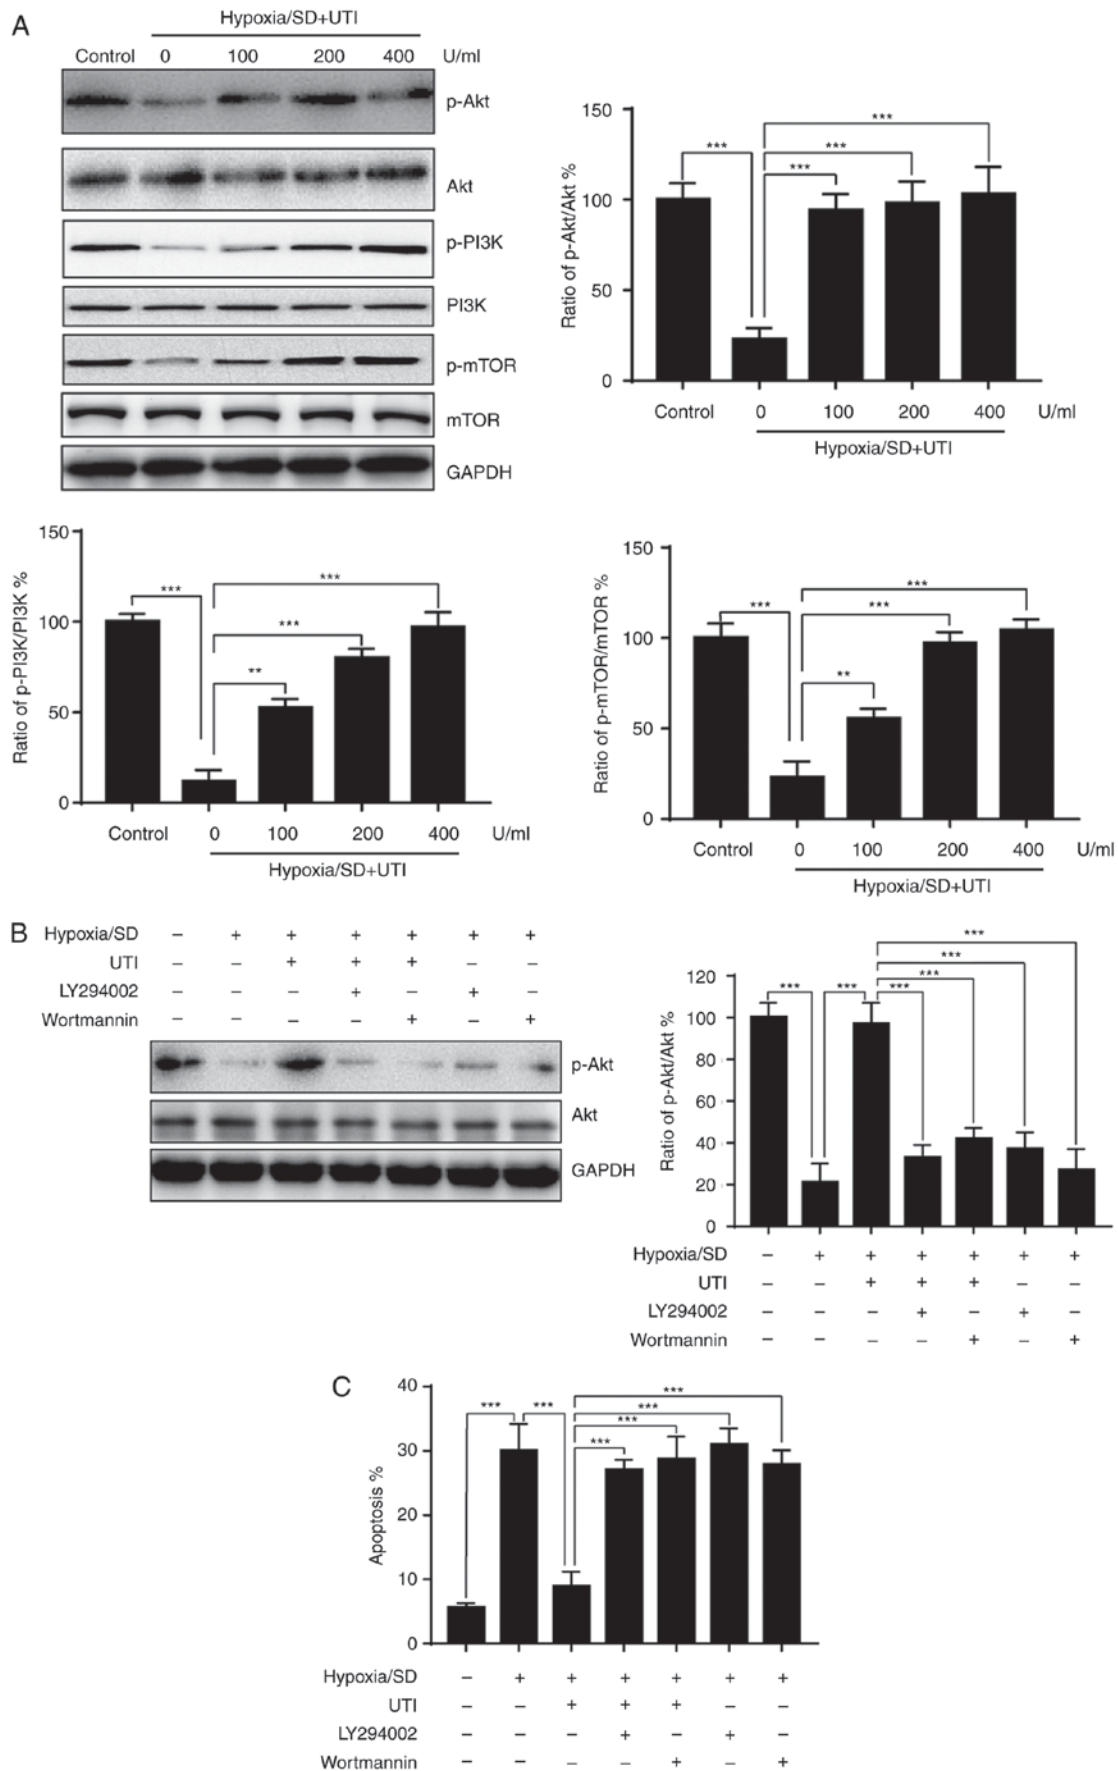 A
Hypoxia/SD+UTI
Control 0 100 200 400 U/ml
p-Akt
Akt
p-PI3K
PI3K
p-mTOR
mTOR
GAPDH
Ratio of p-Akt/Akt %
150
100
50
0
*** *** *** ***
Control 0 100 200 400 U/ml
Hypoxia/SD+UTI
Ratio of p-PI3K/PI3K %
150
100
50
0
*** ** *** ***
Control 0 100 200 400 U/ml
Hypoxia/SD+UTI
Ratio of p-mTOR/mTOR %
150
100
50
0
*** ** *** ***
Control 0 100 200 400 U/ml
Hypoxia/SD+UTI
B
Hypoxia/SD − + + + + + +
UTI − − + + + − −
LY294002 − − − + − + −
Wortmannin − − − − + − +
p-Akt
Akt
GAPDH
Ratio of p-Akt/Akt %
120
100
80
60
40
20
0
*** *** *** *** *** ***
Hypoxia/SD − + + + + + +
UTI − − + + + − −
LY294002 − − − + − + −
Wortmannin − − − − + − +
C
Apoptosis %
40
30
20
10
0
*** *** *** *** *** ***
Hypoxia/SD − + + + + + +
UTI − − + + + − −
LY294002 − − − + − + −
Wortmannin − − − − + − +